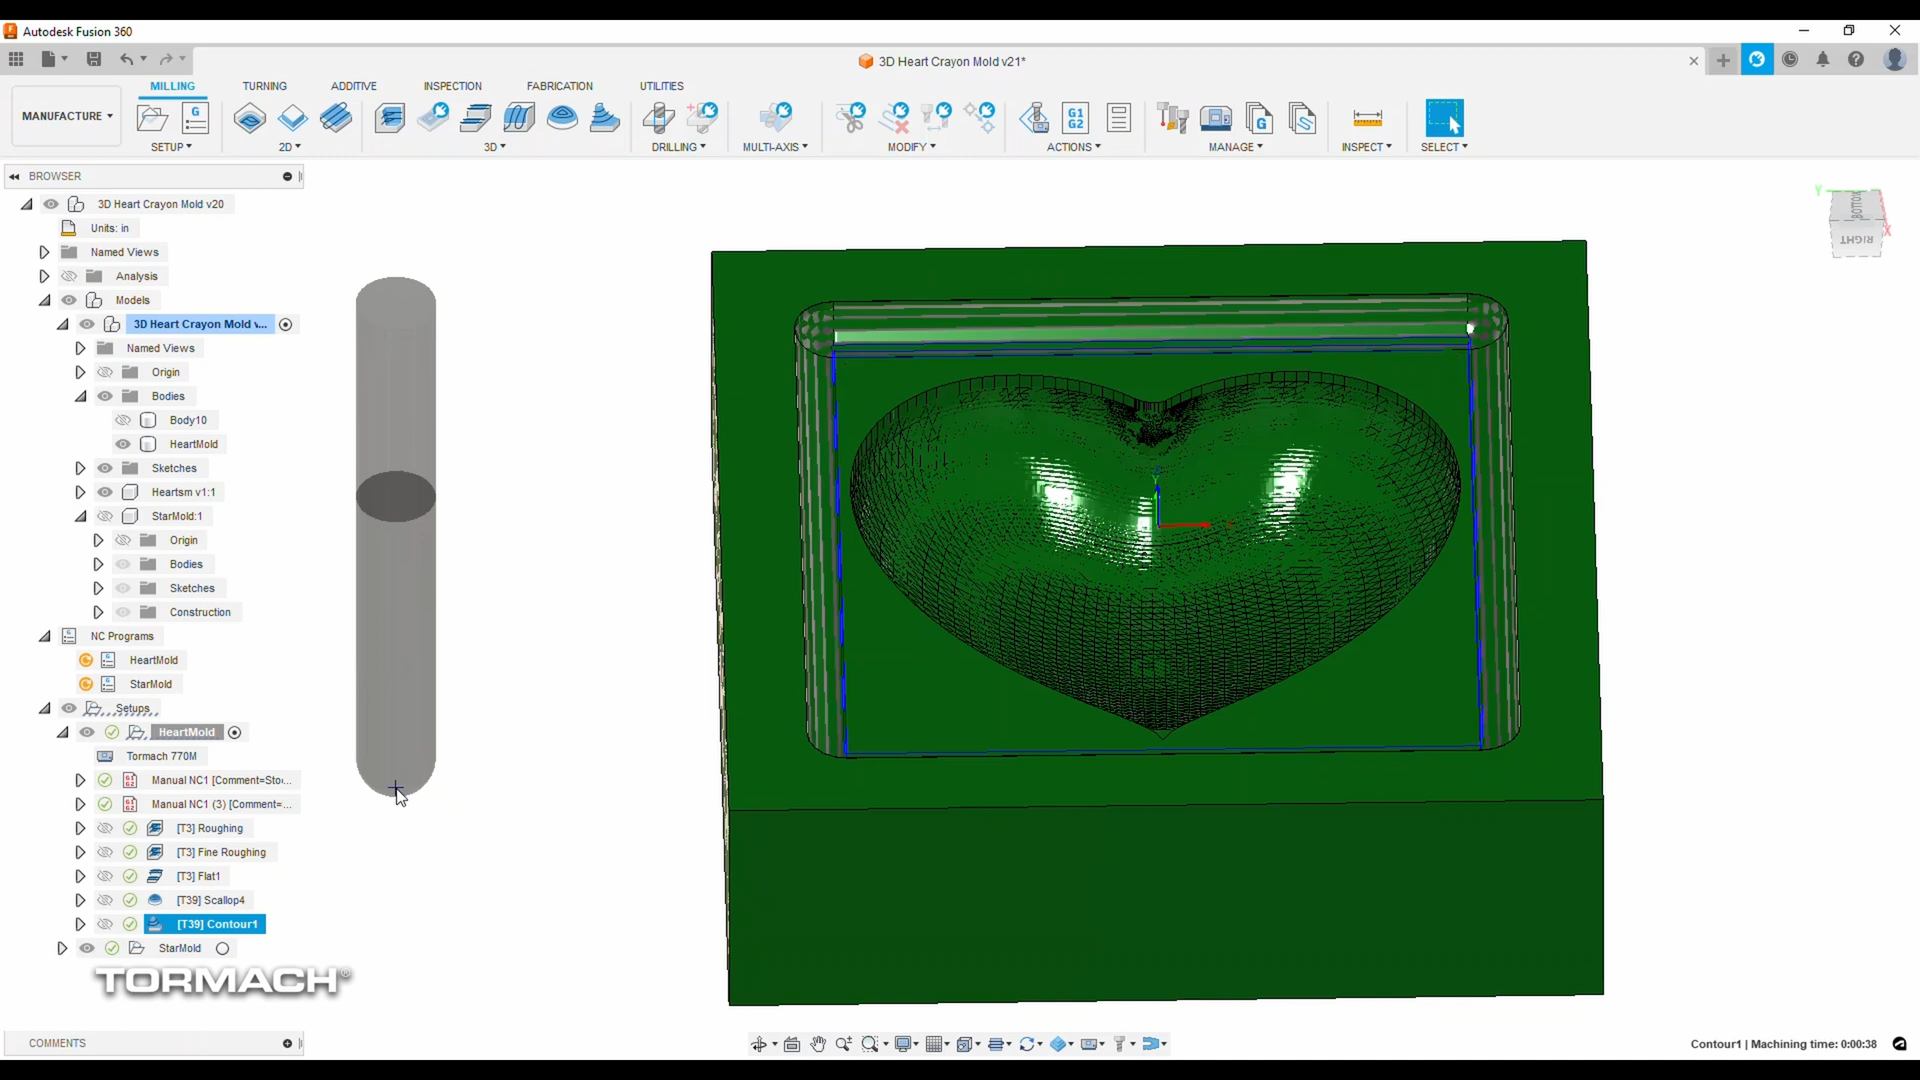 Autodesk Fusion 360
3D Heart Crayon Mold v21*
MANUFACTURE
MILLING
TURNING
ADDITIVE
INSPECTION
FABRICATION
UTILITIES
G
G1
G2
G
S
SETUP
2D
3D
DRILLING
MULTI-AXIS
MODIFY
ACTIONS
MANAGE
INSPECT
SELECT
BROWSER
3D Heart Crayon Mold v20
Units: in
Named Views
Analysis
Models
3D Heart Crayon Mold v...
Named Views
Origin
Bodies
Body10
HeartMold
Sketches
Heartsm v1:1
StarMold:1
Origin
Bodies
Sketches
Construction
NC Programs
HeartMold
StarMold
Setups
HeartMold
Tormach 770M
Manual NC1 [Comment=Sto...
Manual NC1 (3) [Comment=...
[T3] Roughing
[T3] Fine Roughing
[T3] Flat1
[T39] Scallop4
[T39] Contour1
StarMold
TORMACH®
COMMENTS
Y
BOTTOM
X
RIGHT
Contour1 | Machining time: 0:00:38